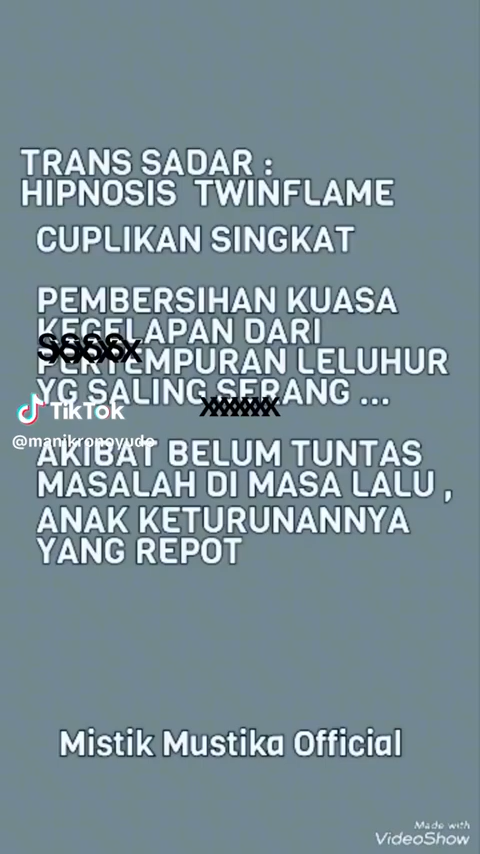 TRANS SADAR :
HIPNOSIS TWINFLAME
CUPLIKAN SINGKAT
PEMBERSIHAN KUASA
KEGELAPAN DARI
PERTEMPURAN LELUHUR
YG SALING SERANG ...
xxxxxxx
TikTok
@manikronoyudo
AKIBAT BELUM TUNTAS
MASALAH DI MASA LALU ,
ANAK KETURUNANNYA
YANG REPOT
Mistik Mustika Official
Made with
VideoShow